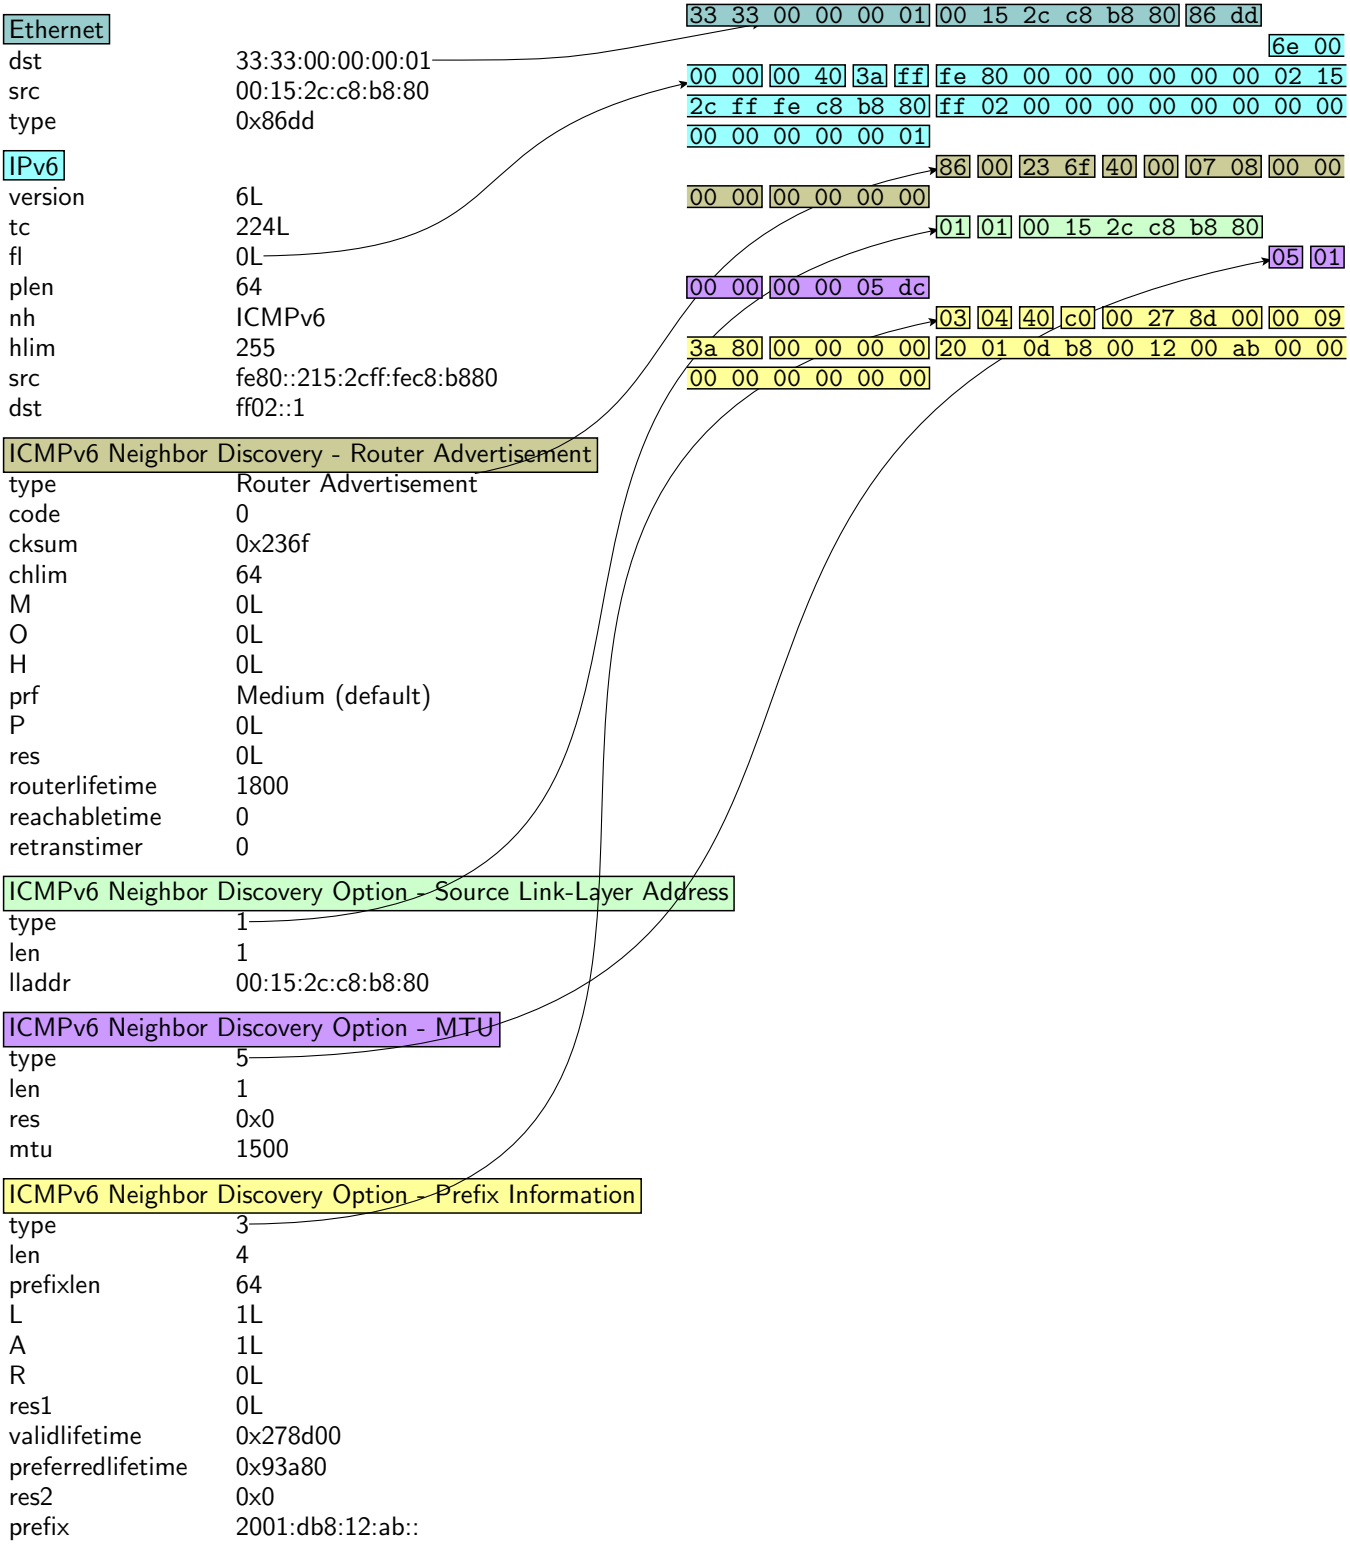 Ethernet
dst 33:33:00:00:00:01
src 00:15:2c:c8:b8:80
type 0x86dd
IPv6
version 6L
tc 224L
fl 0L
plen 64
nh ICMPv6
hlim 255
src fe80::215:2cff:fec8:b880
dst ff02::1
ICMPv6 Neighbor Discovery - Router Advertisement
type Router Advertisement
code 0
cksum 0x236f
chlim 64
M 0L
O 0L
H 0L
prf Medium (default)
P 0L
res 0L
routerlifetime 1800
reachabletime 0
retranstimer 0
ICMPv6 Neighbor Discovery Option - Source Link-Layer Address
type 1
len 1
lladdr 00:15:2c:c8:b8:80
ICMPv6 Neighbor Discovery Option - MTU
type 5
len 1
res 0x0
mtu 1500
ICMPv6 Neighbor Discovery Option - Prefix Information
type 3
len 4
prefixlen 64
L 1L
A 1L
R 0L
res1 0L
validlifetime 0x278d00
preferredlifetime 0x93a80
res2 0x0
prefix 2001:db8:12:ab::
33 33 00 00 00 01 00 15 2c c8 b8 80 86 dd
6e 00
00 00 00 40 3a ff fe 80 00 00 00 00 00 00 02 15
2c ff fe c8 b8 80 ff 02 00 00 00 00 00 00 00 00
00 00 00 00 00 01
86 00 23 6f 40 00 07 08 00 00
00 00 00 00 00 00
01 01 00 15 2c c8 b8 80
05 01
00 00 00 00 05 dc
03 04 40 c0 00 27 8d 00 00 09
3a 80 00 00 00 00 20 01 0d b8 00 12 00 ab 00 00
00 00 00 00 00 00